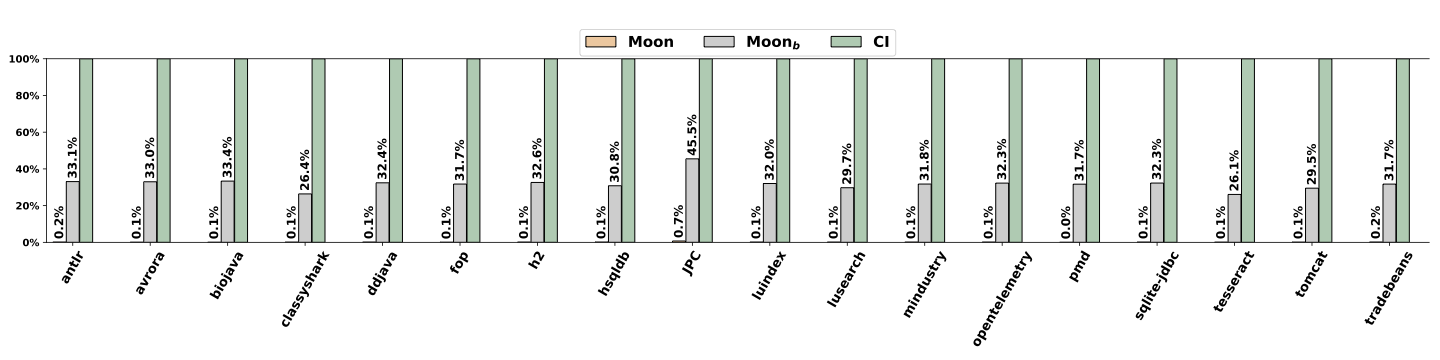 Moon Moon_b CI
100%
80%
60%
40%
20%
0%
0.2% 33.1%
0.1% 33.0%
0.1% 33.4%
0.1% 26.4%
0.1% 32.4%
0.1% 31.7%
0.1% 32.6%
0.1% 30.8%
0.7% 45.5%
0.1% 32.0%
0.1% 29.7%
0.1% 31.8%
0.1% 32.3%
0.0% 31.7%
0.1% 32.3%
0.1% 26.1%
0.1% 29.5%
0.2% 31.7%
antlr
avrora
biojava
classyshark
ddjava
fop
h2
hsqldb
JPC
luindex
lusearch
mindustry
opentelemetry
pmd
sqlite-jdbc
tesseract
tomcat
tradebeans